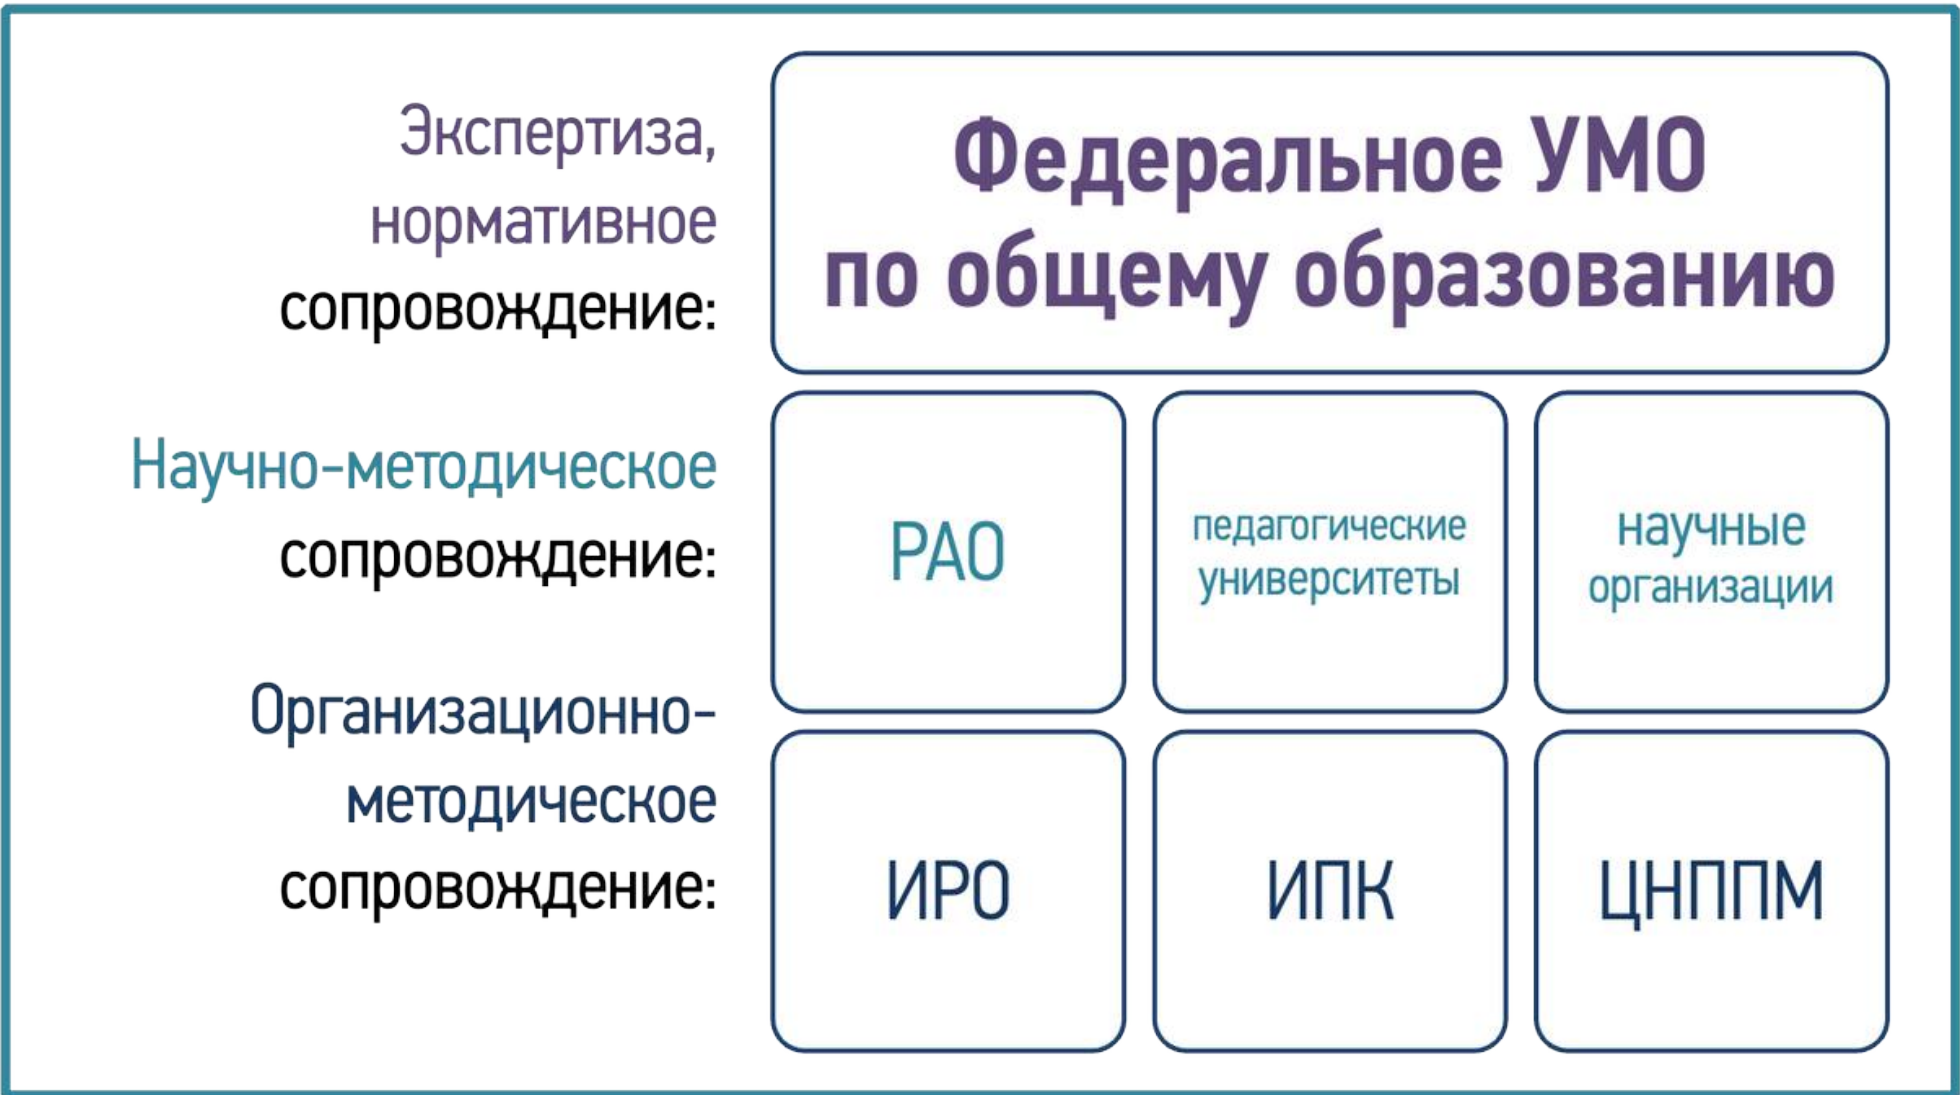 Экспертиза,
нормативное
сопровождение:
Федеральное УМО
по общему образованию
Научно-методическое
сопровождение:
РАО
педагогические
университеты
научные
организации
Организационно-
методическое
сопровождение:
ИРО
ИПК
ЦНППМ